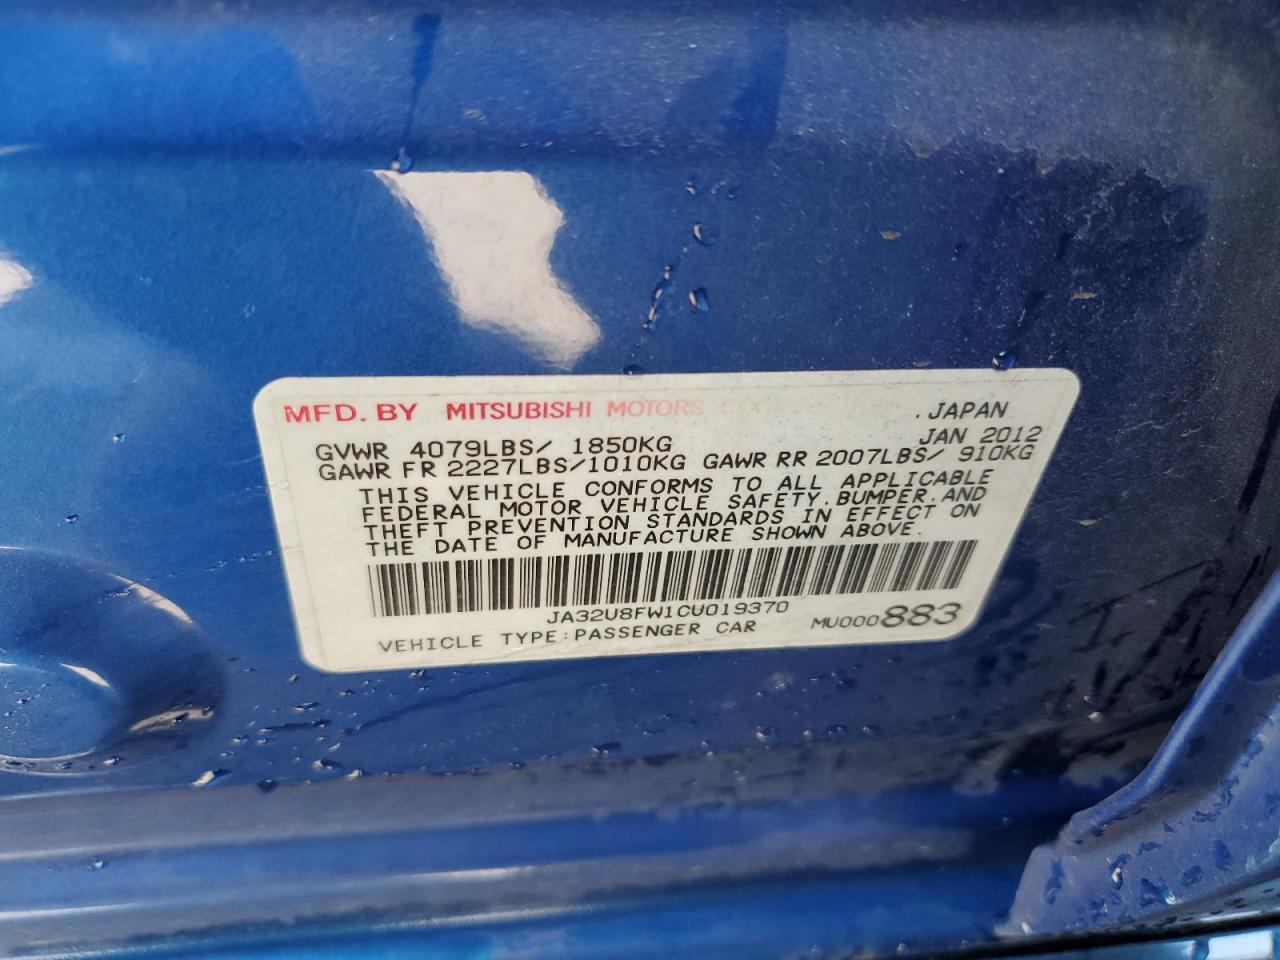 MFD. BY MITSUBISHI MOTORS . JAPAN
JAN 2012
GVWR 4079LBS/ 1850KG
GAWR FR 2227LBS/1010KG GAWR RR 2007LBS/ 910KG
THIS VEHICLE CONFORMS TO ALL APPLICABLE
FEDERAL MOTOR VEHICLE SAFETY.BUMPER.AND
THEFT PREVENTION STANDARDS IN EFFECT ON
THE DATE OF MANUFACTURE SHOWN ABOVE.
JA32U8FW1CU019370
VEHICLE TYPE:PASSENGER CAR MU000883